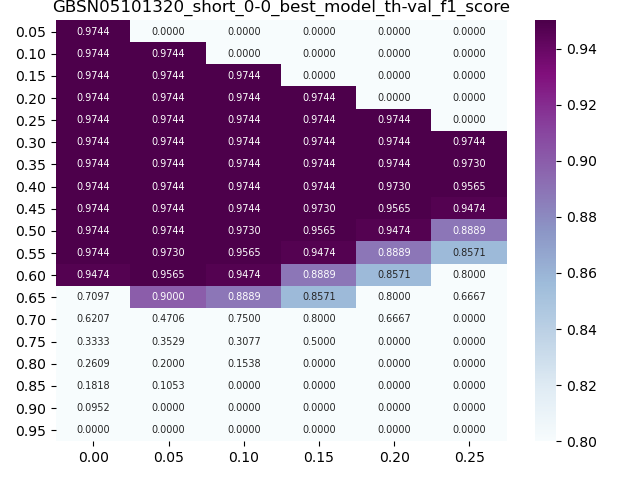 GBSN05101320_short_0-0_best_model_th-val_f1_score
0.05 0.9744 0.0000 0.0000 0.0000 0.0000 0.0000
0.10 0.9744 0.9744 0.0000 0.0000 0.0000 0.0000
0.15 0.9744 0.9744 0.9744 0.0000 0.0000 0.0000
0.20 0.9744 0.9744 0.9744 0.9744 0.0000 0.0000
0.25 0.9744 0.9744 0.9744 0.9744 0.9744 0.0000
0.30 0.9744 0.9744 0.9744 0.9744 0.9744 0.9744
0.35 0.9744 0.9744 0.9744 0.9744 0.9744 0.9730
0.40 0.9744 0.9744 0.9744 0.9744 0.9730 0.9565
0.45 0.9744 0.9744 0.9744 0.9730 0.9565 0.9474
0.50 0.9744 0.9744 0.9730 0.9565 0.9474 0.8889
0.55 0.9744 0.9730 0.9565 0.9474 0.8889 0.8571
0.60 0.9474 0.9565 0.9474 0.8889 0.8571 0.8000
0.65 0.7097 0.9000 0.8889 0.8571 0.8000 0.6667
0.70 0.6207 0.4706 0.7500 0.8000 0.6667 0.0000
0.75 0.3333 0.3529 0.3077 0.5000 0.0000 0.0000
0.80 0.2609 0.2000 0.1538 0.0000 0.0000 0.0000
0.85 0.1818 0.1053 0.0000 0.0000 0.0000 0.0000
0.90 0.0952 0.0000 0.0000 0.0000 0.0000 0.0000
0.95 0.0000 0.0000 0.0000 0.0000 0.0000 0.0000
0.00 0.05 0.10 0.15 0.20 0.25
0.94
0.92
0.90
0.88
0.86
0.84
0.82
0.80